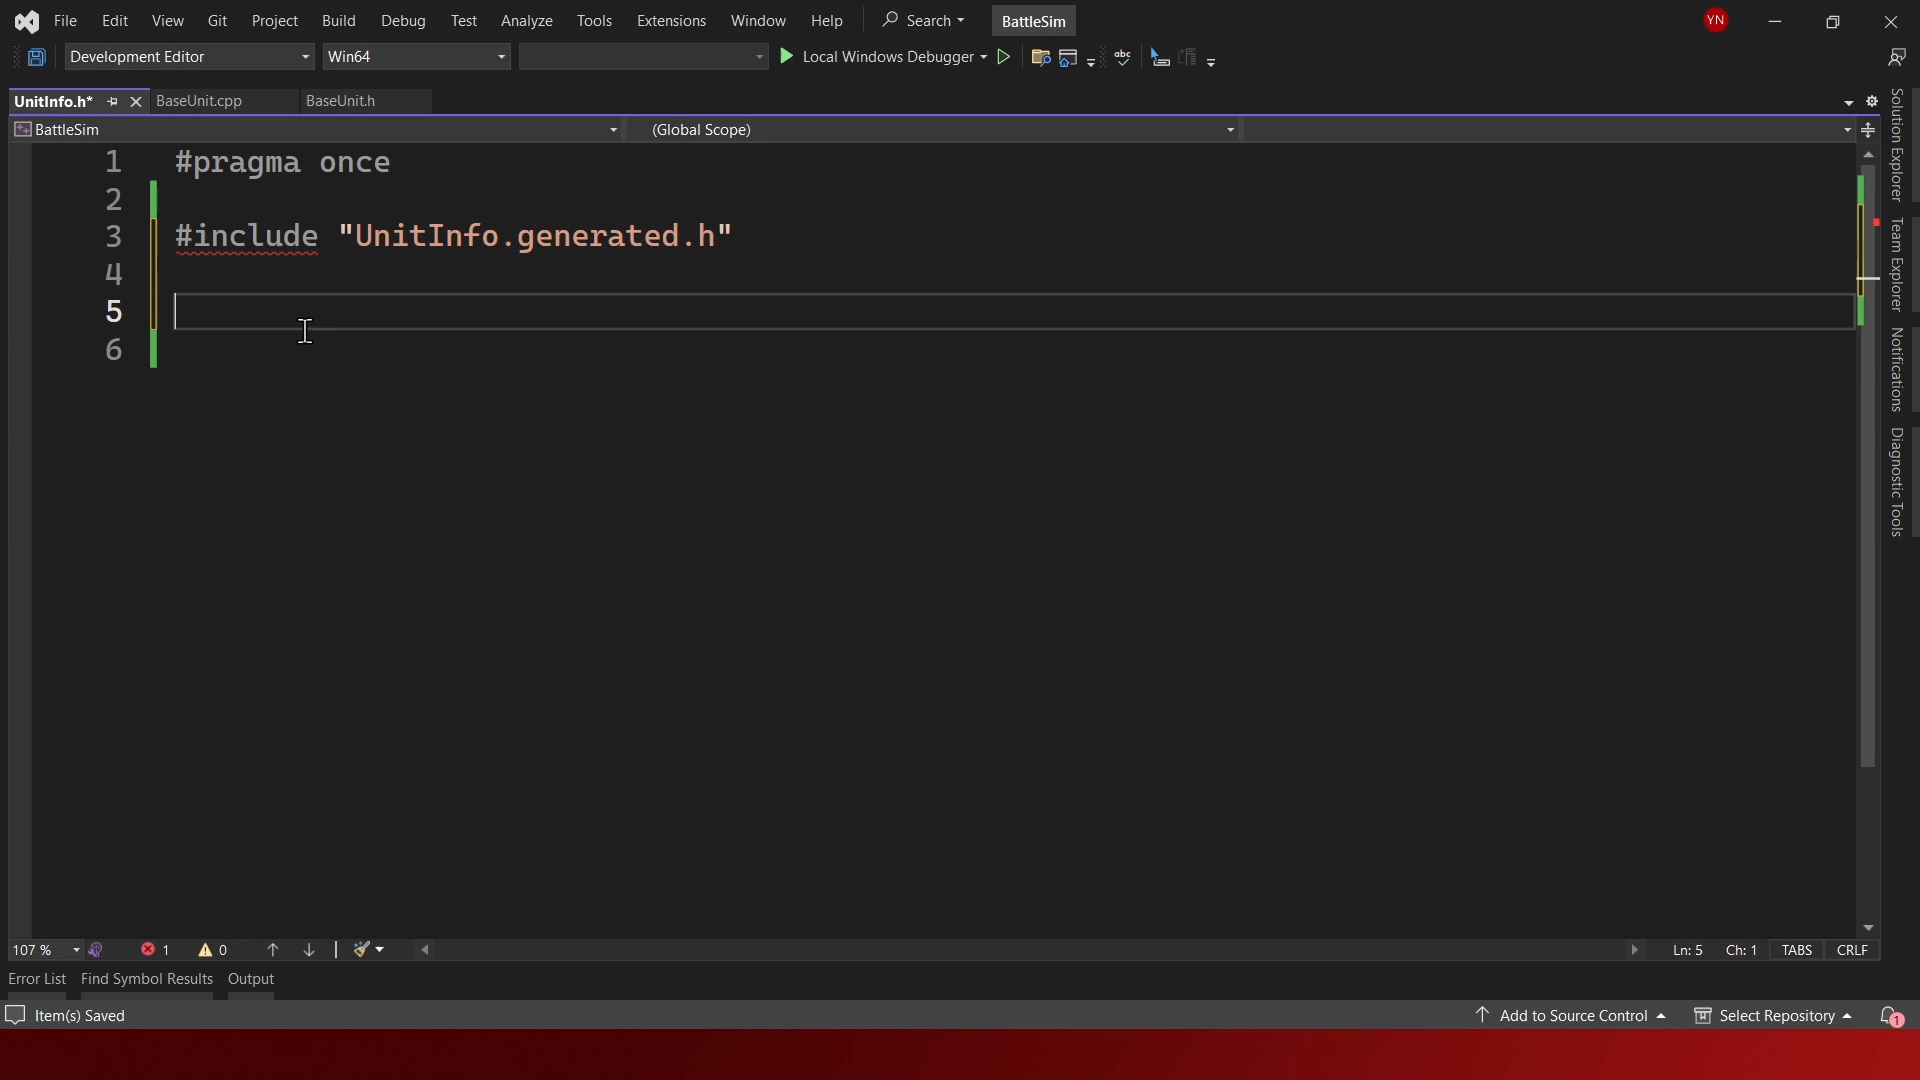 File Edit View Git Project Build Debug Test Analyze Tools Extensions Window Help Search BattleSim YN
Development Editor Win64 Local Windows Debugger abc
UnitInfo.h* BaseUnit.cpp BaseUnit.h
BattleSim (Global Scope)
1 #pragma once
2
3 #include "UnitInfo.generated.h"
4
5
6
Solution Explorer
Team Explorer
Notifications
Diagnostic Tools
107 % 1 0 Ln: 5 Ch: 1 TABS CRLF
Error List Find Symbol Results Output
Item(s) Saved Add to Source Control Select Repository 1